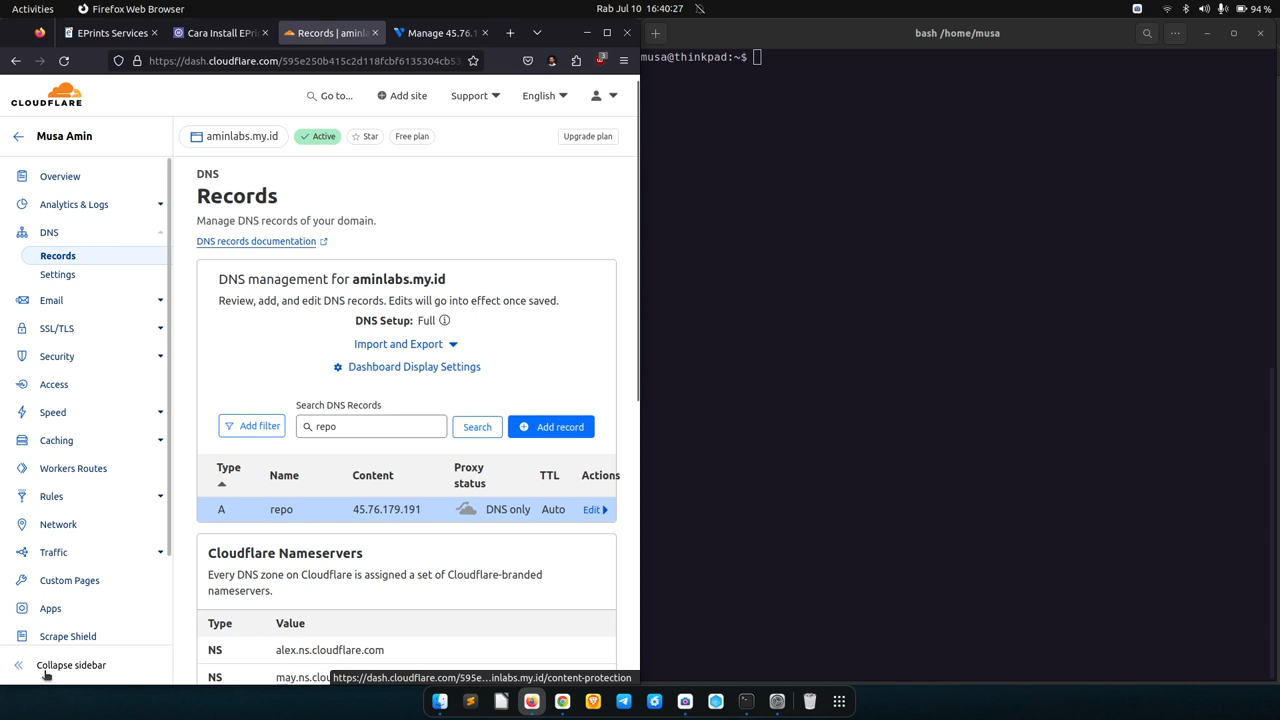 Activities
Firefox Web Browser
Rab Jul 10 16:40:27
94 %
EPrints Services
Cara Install EPri
Records | aminl
Manage 45.76.1
https://dash.cloudflare.com/595e250b415c2d118fcbf6135304cb53
3
bash /home/musa
musa@thinkpad:~$
CLOUDFLARE
Go to...
Add site
Support
English
Musa Amin
aminlabs.my.id
Active
Star
Free plan
Upgrade plan
Overview
Analytics & Logs
DNS
Records
Settings
Email
SSL/TLS
Security
Access
Speed
Caching
Workers Routes
Rules
Network
Traffic
Custom Pages
Apps
Scrape Shield
Collapse sidebar
DNS
Records
Manage DNS records of your domain.
DNS records documentation
DNS management for aminlabs.my.id
Review, add, and edit DNS records. Edits will go into effect once saved.
DNS Setup: Full
Import and Export
Dashboard Display Settings
Search DNS Records
Add filter
repo
Search
Add record
Type Name Content Proxy status TTL Actions
A repo 45.76.179.191 DNS only Auto Edit
Cloudflare Nameservers
Every DNS zone on Cloudflare is assigned a set of Cloudflare-branded
nameservers.
Type Value
NS alex.ns.cloudflare.com
NS may.ns.clou
https://dash.cloudflare.com/595e...inlabs.my.id/content-protection